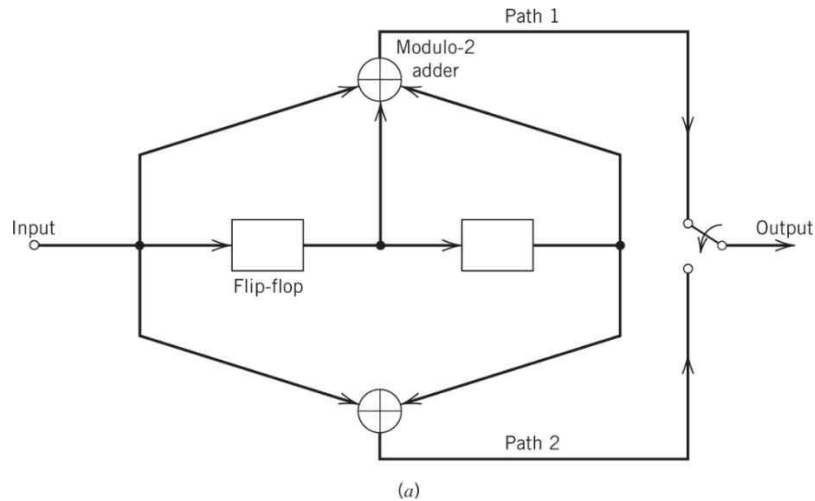 Path 1
Modulo-2
adder
Input
Output
Flip-flop
Path 2
(a)